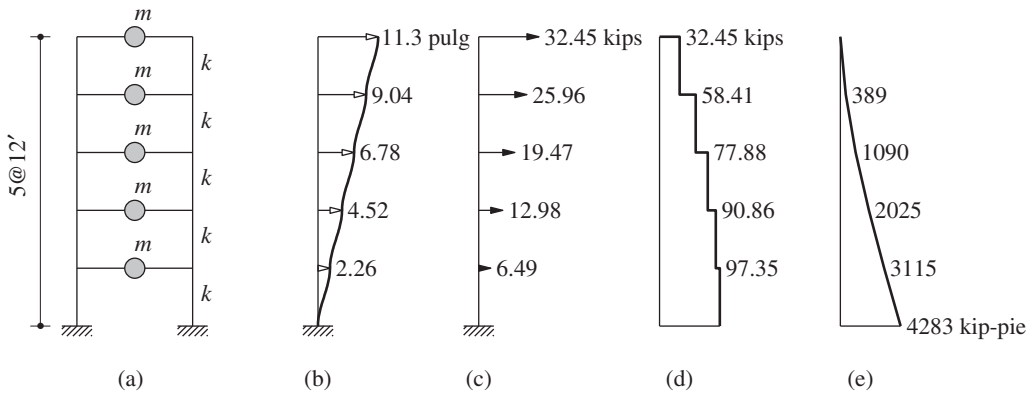 m
k
m
k
m
k
m
k
m
k
5@12′
11.3 pulg
9.04
6.78
4.52
2.26
32.45 kips
25.96
19.47
12.98
6.49
32.45 kips
58.41
77.88
90.86
97.35
389
1090
2025
3115
4283 kip-pie
(a)
(b)
(c)
(d)
(e)